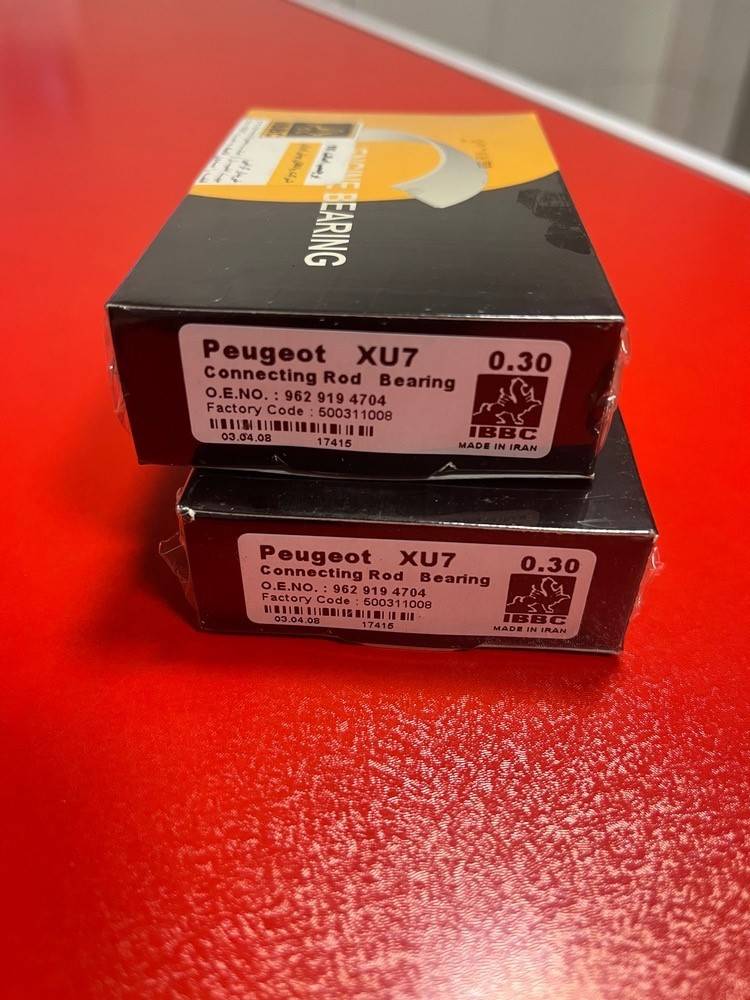 ENGINE BEARING
Peugeot XU7 0.30
Connecting Rod Bearing
O.E.NO. : 962 919 4704
Factory Code : 500311008
03.04.08 17415
IBBC
MADE IN IRAN
Peugeot XU7 0.30
Connecting Rod Bearing
O.E.NO. : 962 919 4704
Factory Code : 500311008
03.04.08 17415
IBBC
MADE IN IRAN